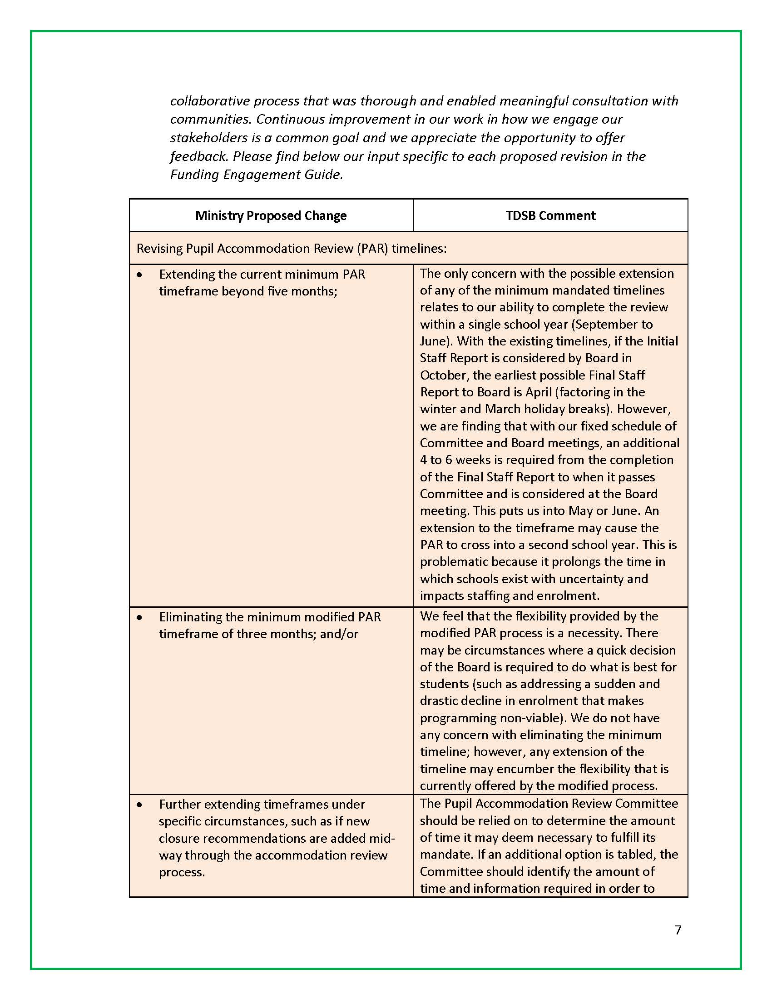 collaborative process that was thorough and enabled meaningful consultation with
communities. Continuous improvement in our work in how we engage our
stakeholders is a common goal and we appreciate the opportunity to offer
feedback. Please find below our input specific to each proposed revision in the
Funding Engagement Guide.
Ministry Proposed Change
TDSB Comment
Revising Pupil Accommodation Review (PAR) timelines:
• Extending the current minimum PAR
timeframe beyond five months;
The only concern with the possible extension
of any of the minimum mandated timelines
relates to our ability to complete the review
within a single school year (September to
June). With the existing timelines, if the Initial
Staff Report is considered by Board in
October, the earliest possible Final Staff
Report to Board is April (factoring in the
winter and March holiday breaks). However,
we are finding that with our fixed schedule of
Committee and Board meetings, an additional
4 to 6 weeks is required from the completion
of the Final Staff Report to when it passes
Committee and is considered at the Board
meeting. This puts us into May or June. An
extension to the timeframe may cause the
PAR to cross into a second school year. This is
problematic because it prolongs the time in
which schools exist with uncertainty and
impacts staffing and enrolment.
• Eliminating the minimum modified PAR
timeframe of three months; and/or
We feel that the flexibility provided by the
modified PAR process is a necessity. There
may be circumstances where a quick decision
of the Board is required to do what is best for
students (such as addressing a sudden and
drastic decline in enrolment that makes
programming non-viable). We do not have
any concern with eliminating the minimum
timeline; however, any extension of the
timeline may encumber the flexibility that is
currently offered by the modified process.
• Further extending timeframes under
specific circumstances, such as if new
closure recommendations are added mid-
way through the accommodation review
process.
The Pupil Accommodation Review Committee
should be relied on to determine the amount
of time it may deem necessary to fulfill its
mandate. If an additional option is tabled, the
Committee should identify the amount of
time and information required in order to
7